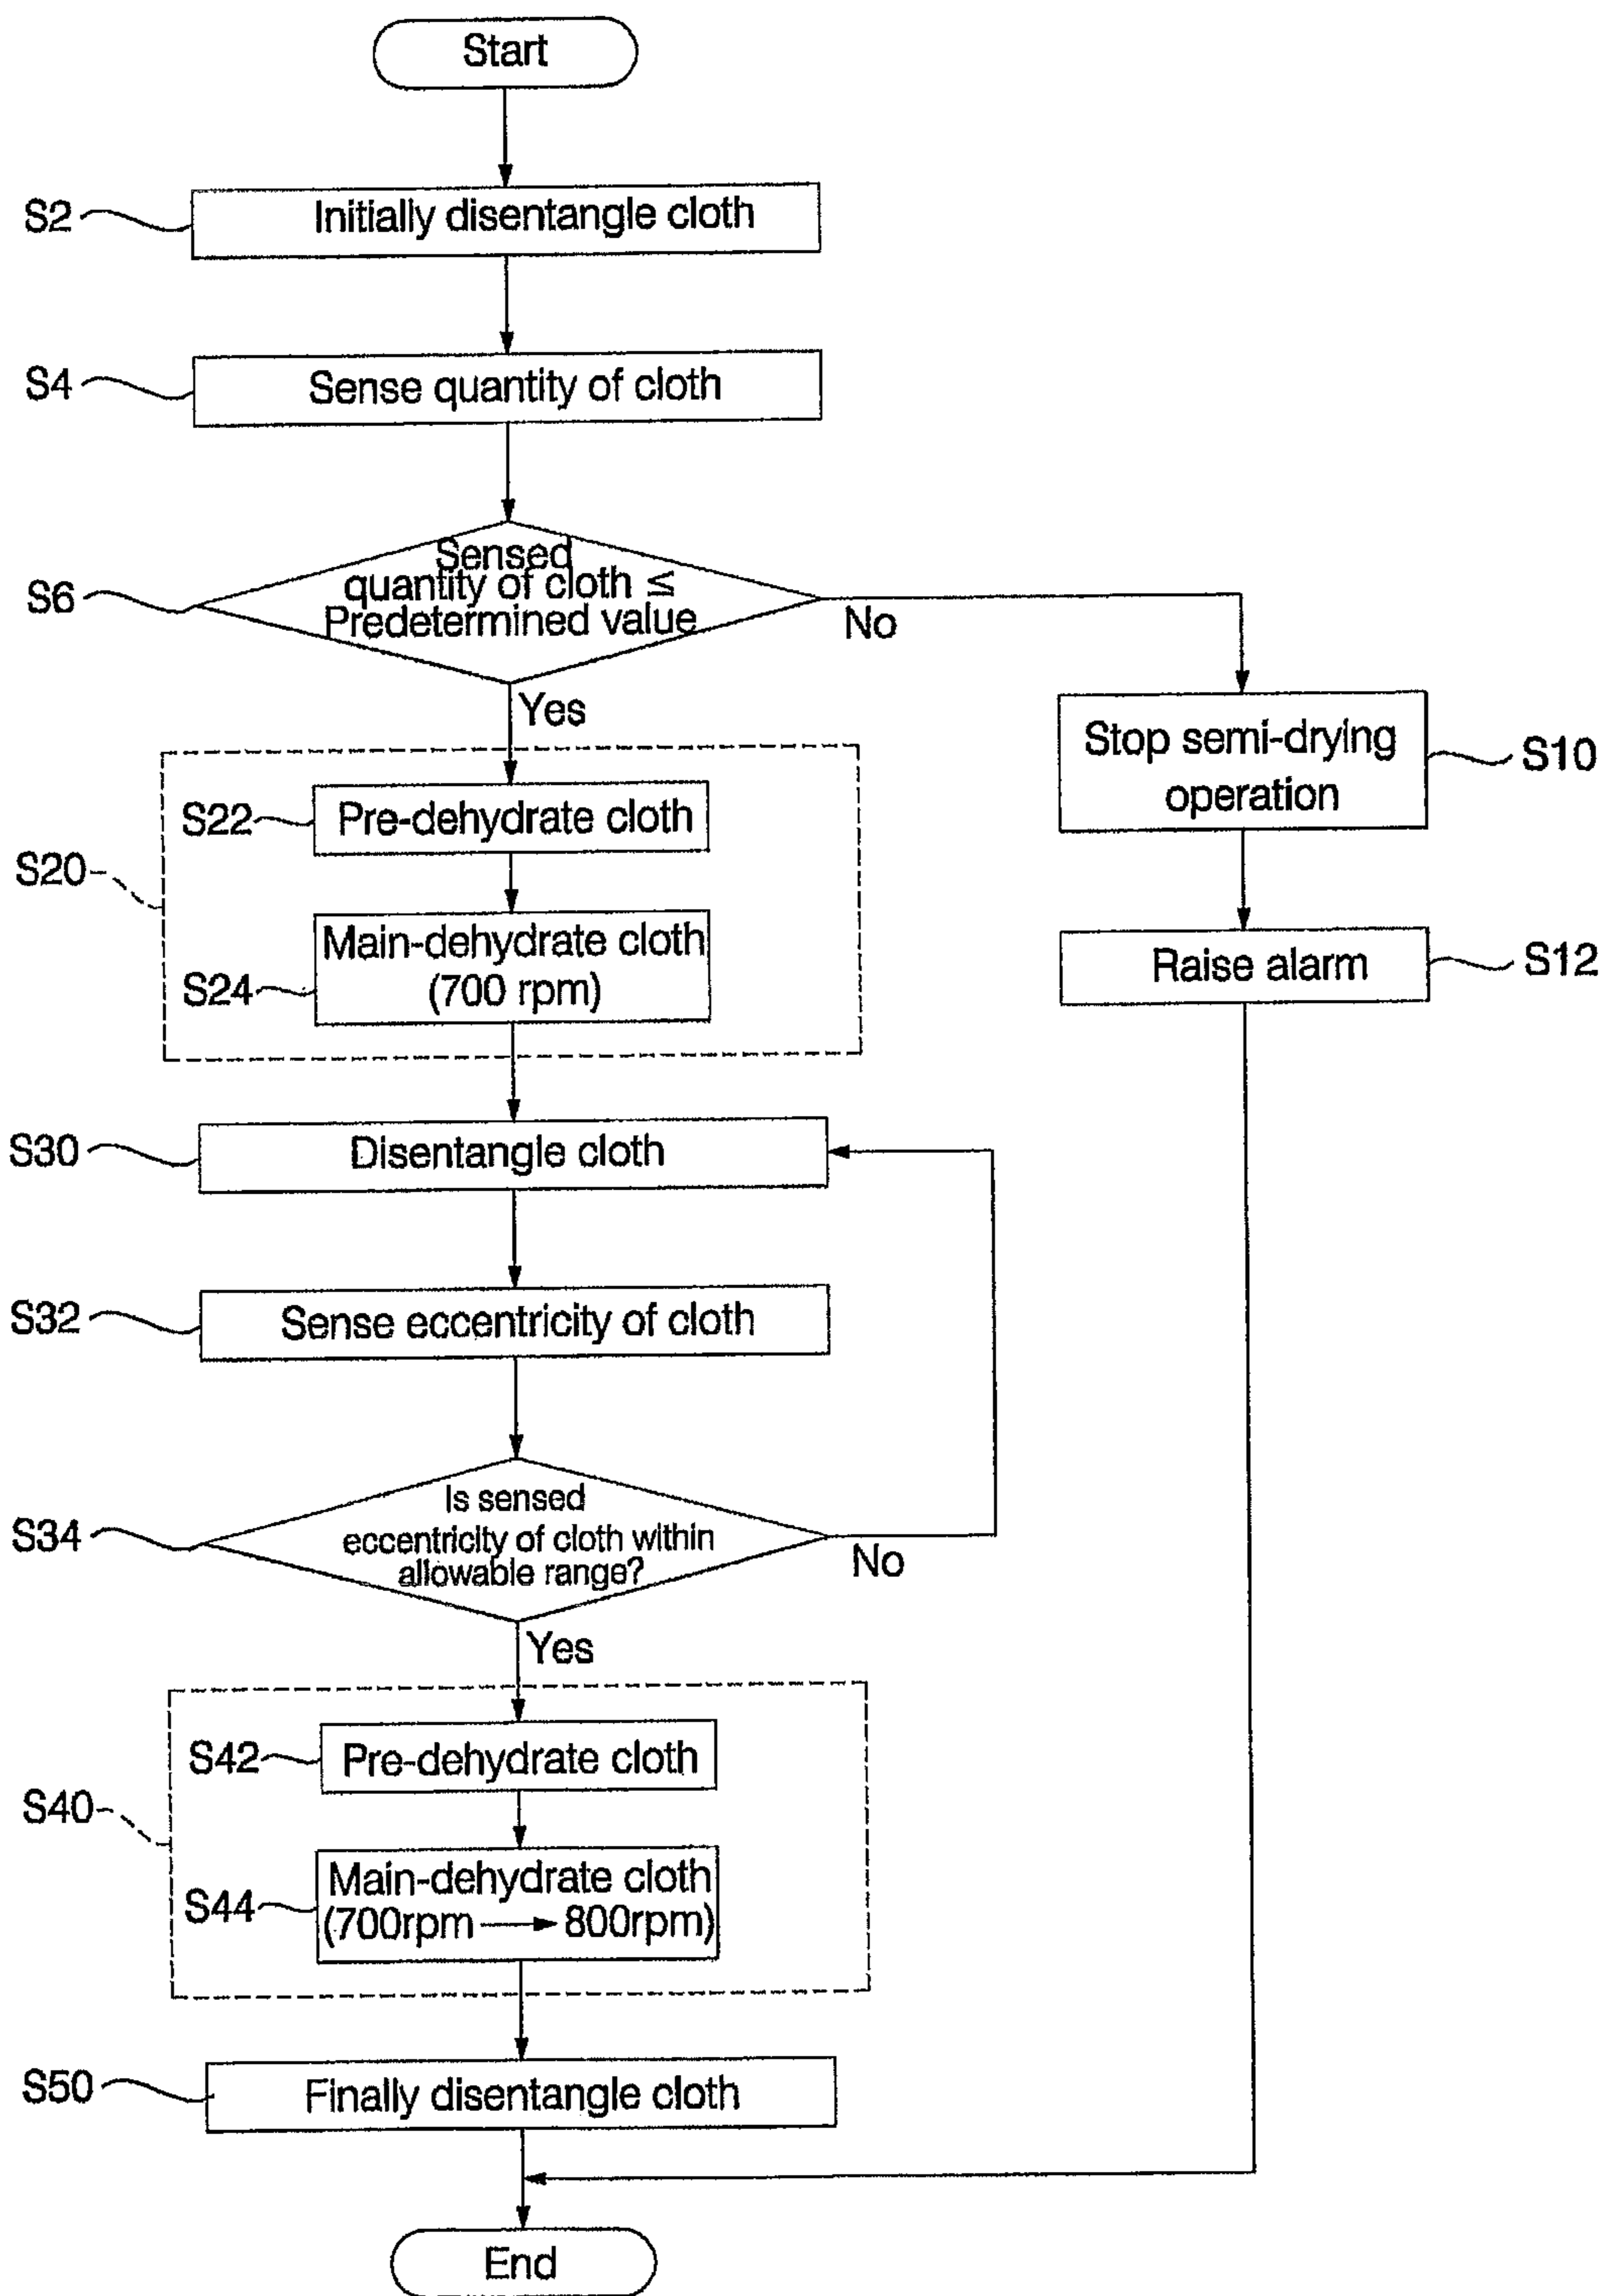 Start
S2
Initially disentangle cloth
S4
Sense quantity of cloth
S6
Sensed
quantity of cloth ≤
Predetermined value
No
Yes
Stop semi-drying
operation
S10
S22
Pre-dehydrate cloth
S20
Main-dehydrate cloth
(700 rpm)
S24
Raise alarm
S12
S30
Disentangle cloth
S32
Sense eccentricity of cloth
S34
Is sensed
eccentricity of cloth within
allowable range?
No
Yes
S42
Pre-dehydrate cloth
S40
S44
Main-dehydrate cloth
(700rpm → 800rpm)
S50
Finally disentangle cloth
End